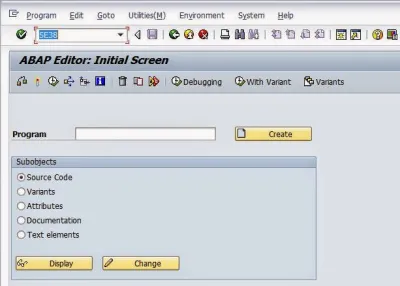 Program Edit Goto Utilities(M) Environment System Help
SE38
ABAP Editor: Initial Screen
Debugging With Variant Variants
Program Create
Subobjects
Source Code
Variants
Attributes
Documentation
Text elements
Display Change